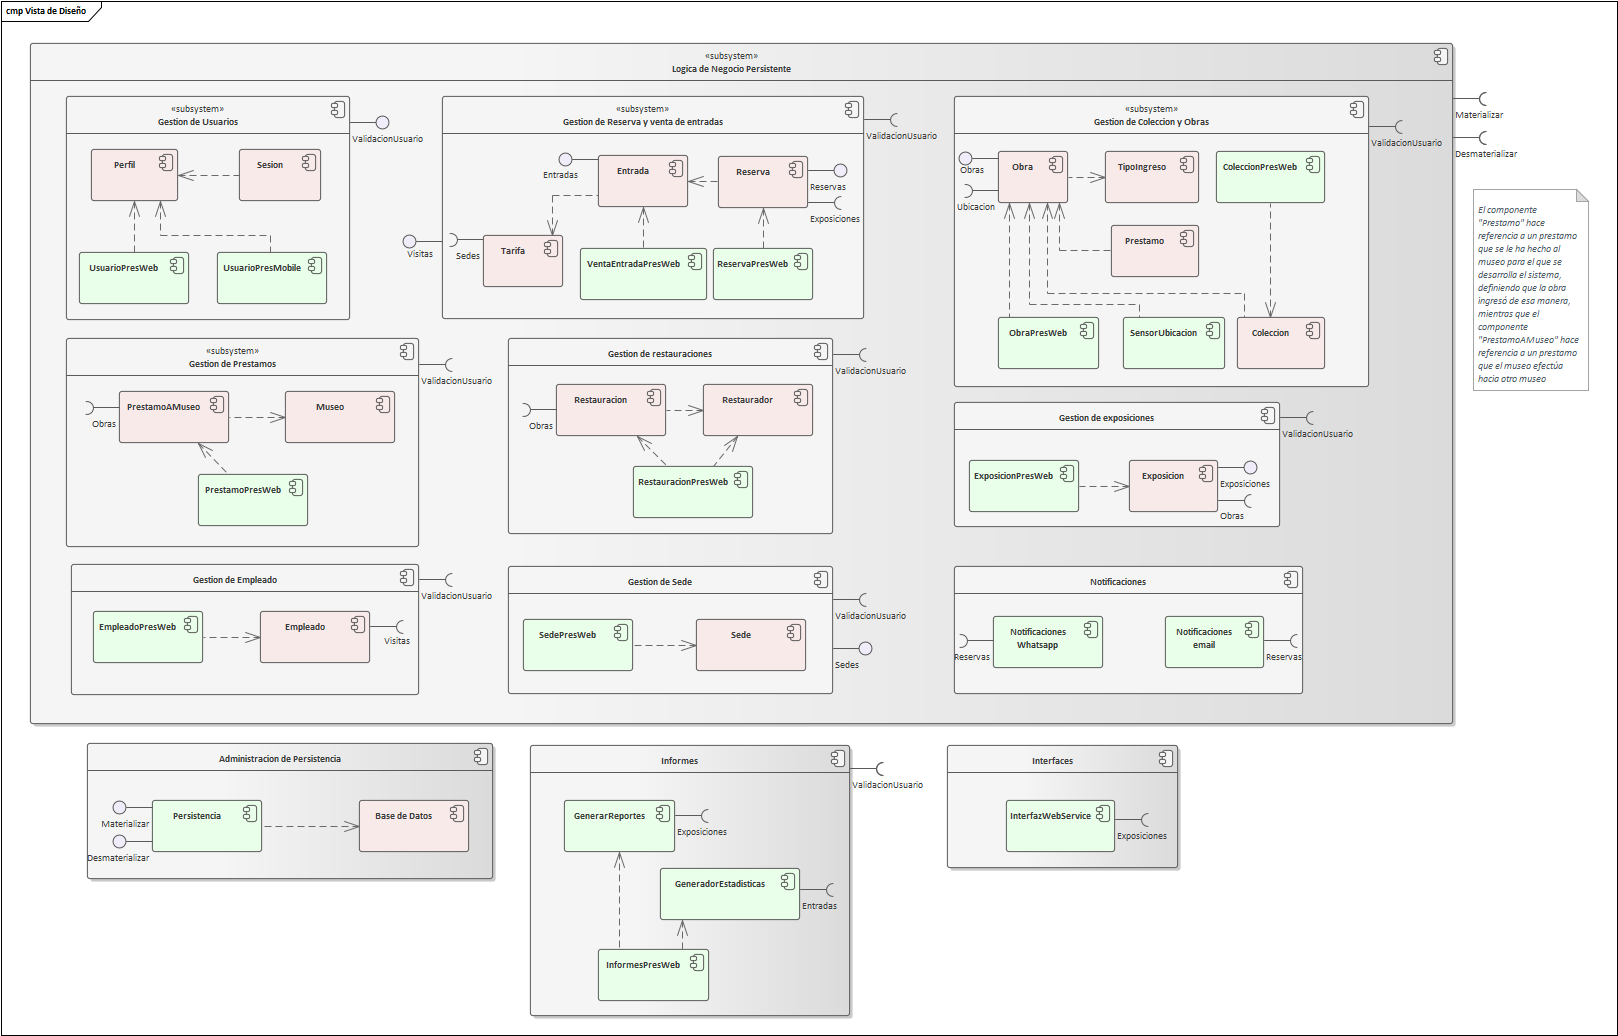 cmp Vista de Diseño
«subsystem»
Logica de Negocio Persistente
Materializar
Desmaterializar
«subsystem»
Gestion de Usuarios
ValidacionUsuario
Perfil
Sesion
UsuarioPresWeb
UsuarioPresMobile
«subsystem»
Gestion de Reserva y venta de entradas
ValidacionUsuario
Entradas
Entrada
Reserva
Reservas
Exposiciones
Visitas
Sedes
Tarifa
VentaEntradaPresWeb
ReservaPresWeb
«subsystem»
Gestion de Coleccion y Obras
ValidacionUsuario
Obras
Ubicacion
Obra
TipoIngreso
ColeccionPresWeb
Prestamo
ObraPresWeb
SensorUbicacion
Coleccion
El componente
"Prestamo" hace
referencia a un prestamo
que se le ha hecho al
museo para el que se
desarrolla el sistema,
definiendo que la obra
ingresó de esa manera,
mientras que el
componente
"PrestamoAMuseo" hace
referencia a un prestamo
que el museo efectúa
hacia otro museo
«subsystem»
Gestion de Prestamos
ValidacionUsuario
Obras
PrestamoAMuseo
Museo
PrestamoPresWeb
Gestion de restauraciones
ValidacionUsuario
Obras
Restauracion
Restaurador
RestauracionPresWeb
Gestion de exposiciones
ValidacionUsuario
ExposicionPresWeb
Exposicion
Exposiciones
Obras
Gestion de Empleado
ValidacionUsuario
EmpleadoPresWeb
Empleado
Visitas
Gestion de Sede
ValidacionUsuario
SedePresWeb
Sede
Sedes
Notificaciones
Reservas
Notificaciones
Whatsapp
Notificaciones
email
Reservas
Administracion de Persistencia
Materializar
Desmaterializar
Persistencia
Base de Datos
Informes
ValidacionUsuario
GenerarReportes
Exposiciones
GeneradorEstadisticas
Entradas
InformesPresWeb
Interfaces
InterfazWebService
Exposiciones